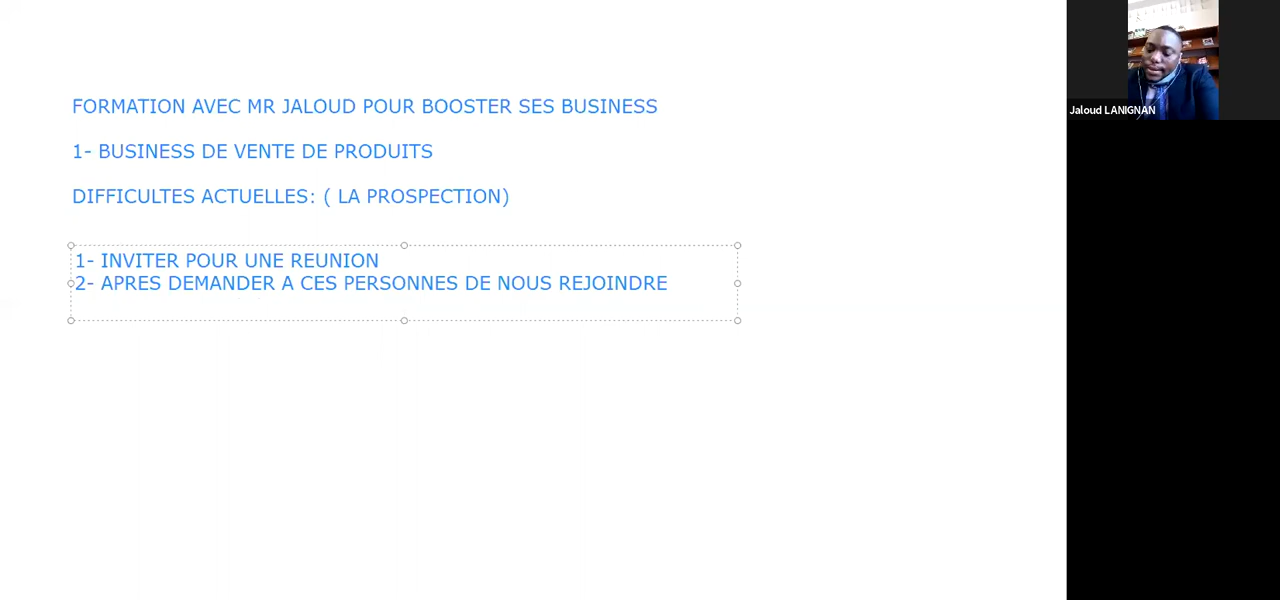 FORMATION AVEC MR JALOUD POUR BOOSTER SES BUSINESS
1- BUSINESS DE VENTE DE PRODUITS
DIFFICULTES ACTUELLES: ( LA PROSPECTION)
1- INVITER POUR UNE REUNION
2- APRES DEMANDER A CES PERSONNES DE NOUS REJOINDRE
Jaloud LANIGNAN